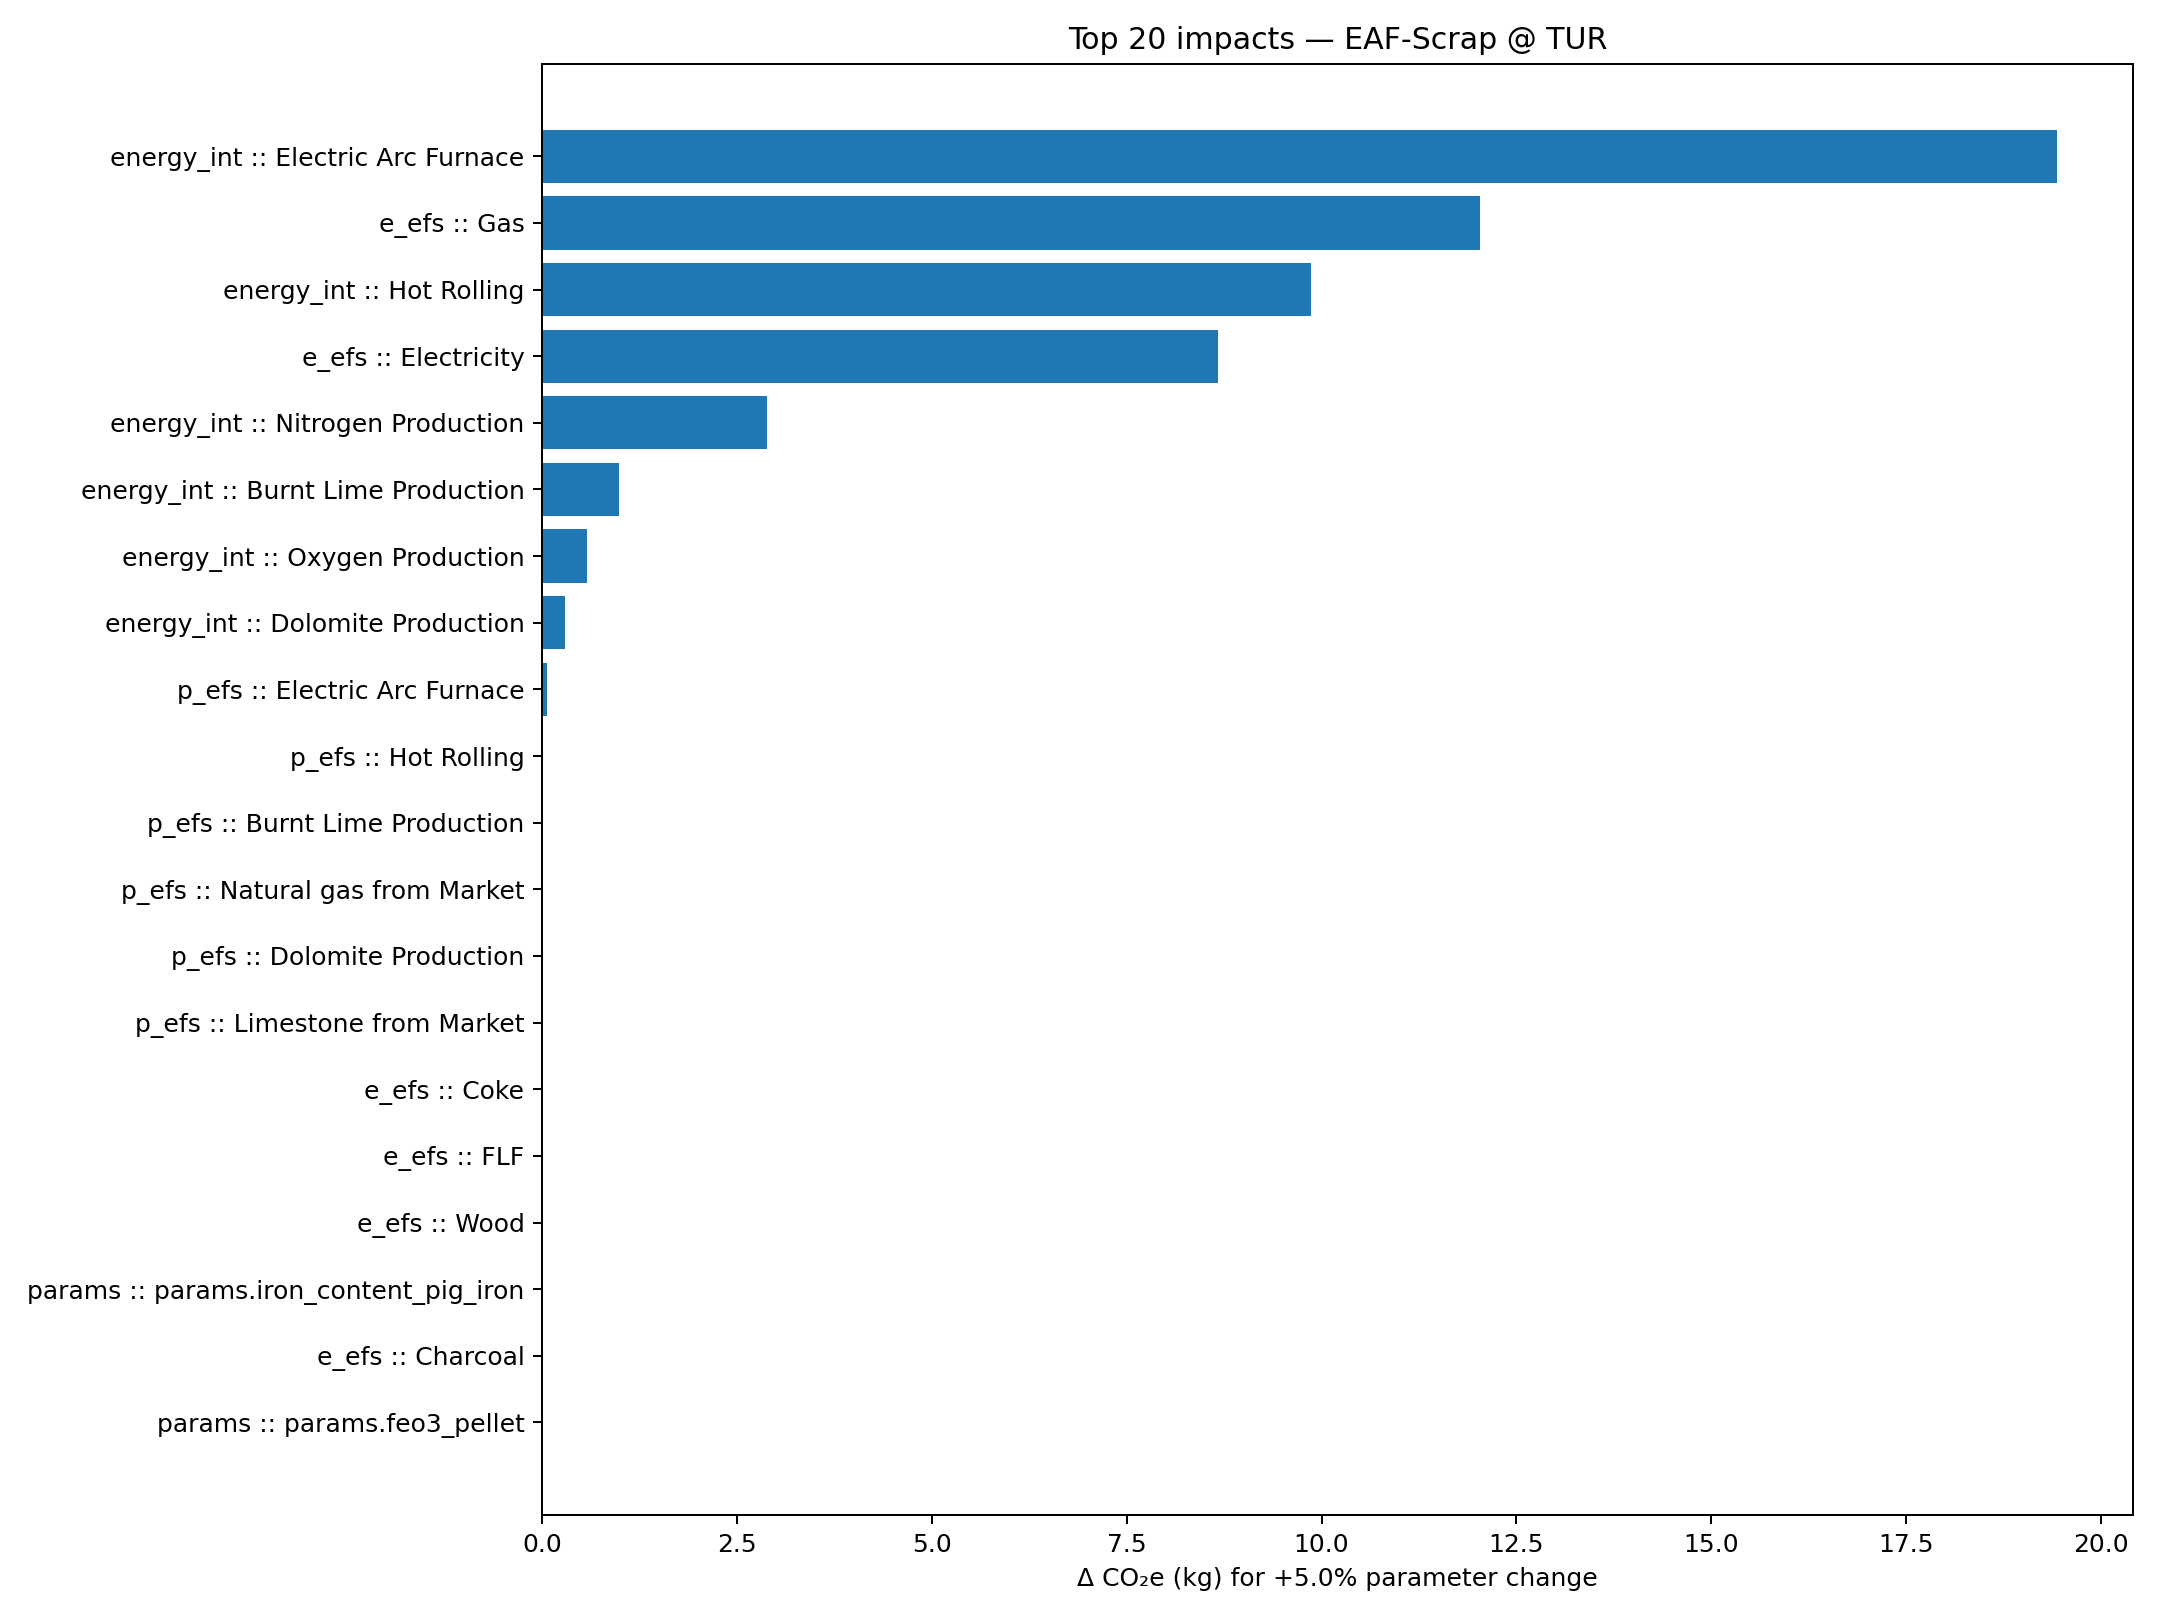 Top 20 impacts — EAF-Scrap @ TUR
energy_int :: Electric Arc Furnace
e_efs :: Gas
energy_int :: Hot Rolling
e_efs :: Electricity
energy_int :: Nitrogen Production
energy_int :: Burnt Lime Production
energy_int :: Oxygen Production
energy_int :: Dolomite Production
p_efs :: Electric Arc Furnace
p_efs :: Hot Rolling
p_efs :: Burnt Lime Production
p_efs :: Natural gas from Market
p_efs :: Dolomite Production
p_efs :: Limestone from Market
e_efs :: Coke
e_efs :: FLF
e_efs :: Wood
params :: params.iron_content_pig_iron
e_efs :: Charcoal
params :: params.feo3_pellet
0.0 2.5 5.0 7.5 10.0 12.5 15.0 17.5 20.0
Δ CO₂e (kg) for +5.0% parameter change